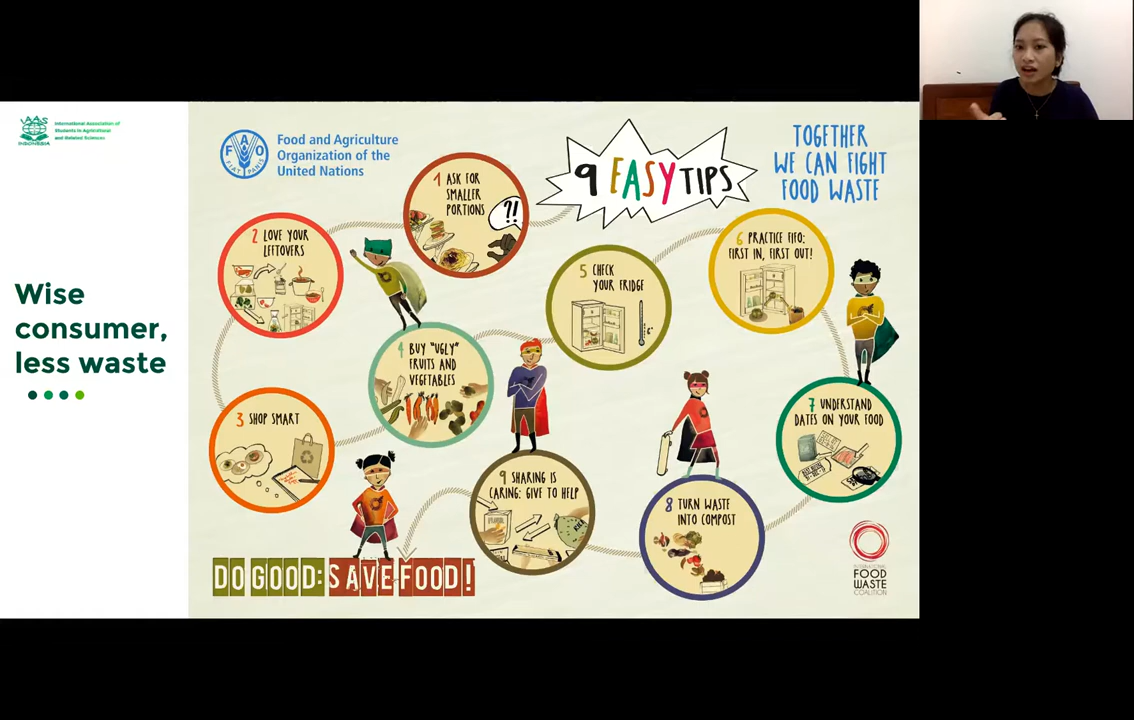 IAAS
INDONESIA
International Association of
Students in Agricultural
and Related Sciences
Wise
consumer,
less waste
F A O
FIAT PANIS
Food and Agriculture
Organization of the
United Nations
9 EASY TIPS
TOGETHER
WE CAN FIGHT
FOOD WASTE
1 ASK FOR
SMALLER
PORTIONS
?!
2 LOVE YOUR
LEFTOVERS
3 SHOP SMART
4 BUY "UGLY"
FRUITS AND
VEGETABLES
5 CHECK
YOUR FRIDGE
6 PRACTICE FIFO:
FIRST IN, FIRST OUT!
7 UNDERSTAND
DATES ON YOUR FOOD
8 TURN WASTE
INTO COMPOST
9 SHARING IS
CARING: GIVE TO HELP
DO GOOD: SAVE FOOD!
INTERNATIONAL
FOOD
WASTE
COALITION